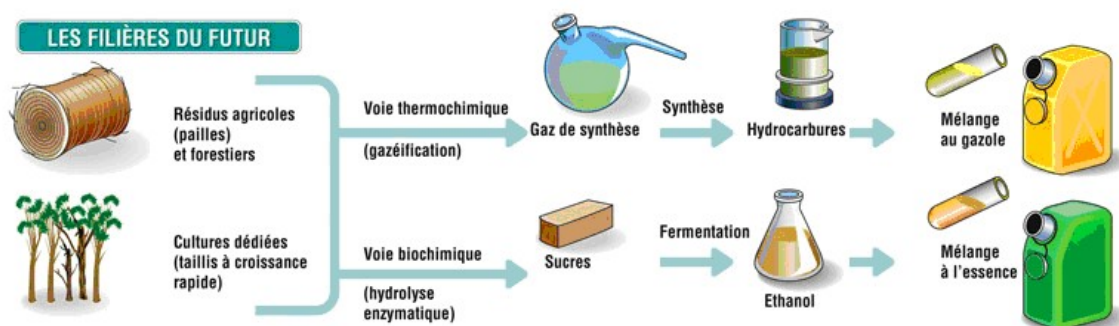 LES FILIÈRES DU FUTUR
Résidus agricoles
(pailles)
et forestiers
Cultures dédiées
(taillis à croissance
rapide)
Voie thermochimique
(gazéification)
Gaz de synthèse
Synthèse
Hydrocarbures
Mélange
au gazole
Voie biochimique
(hydrolyse
enzymatique)
Sucres
Fermentation
Ethanol
Mélange
à l'essence